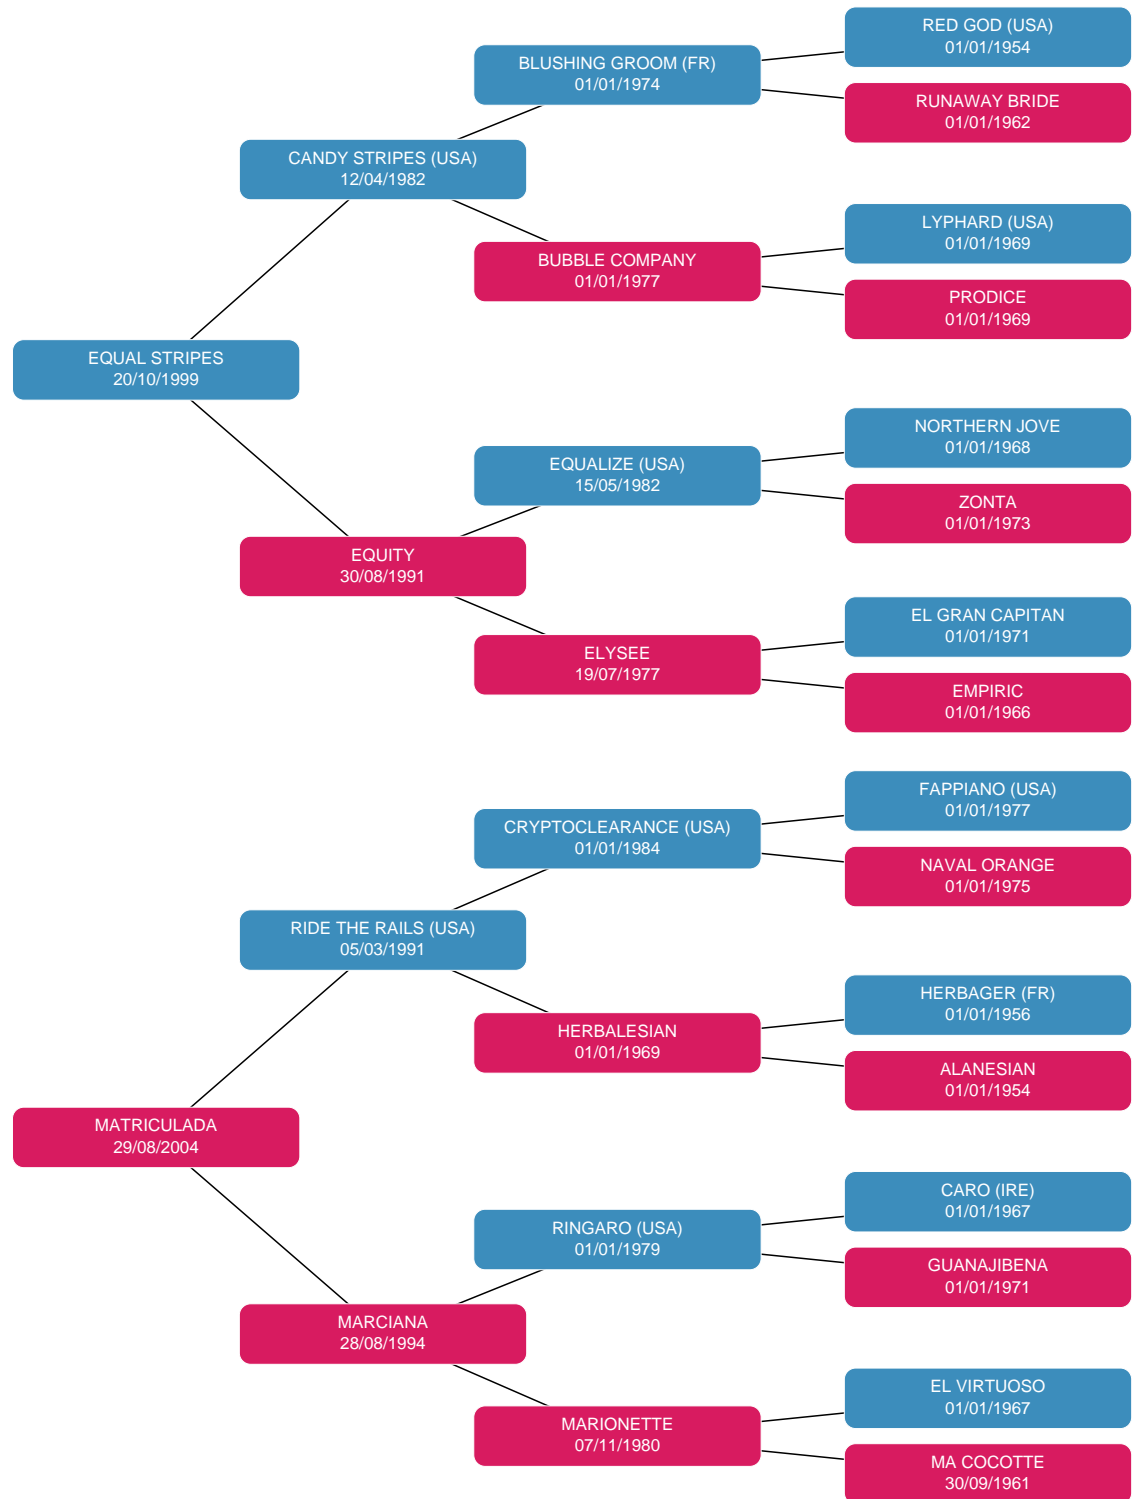 RED GOD (USA)
01/01/1954
BLUSHING GROOM (FR)
01/01/1974
RUNAWAY BRIDE
01/01/1962
CANDY STRIPES (USA)
12/04/1982
LYPHARD (USA)
01/01/1969
BUBBLE COMPANY
01/01/1977
PRODICE
01/01/1969
EQUAL STRIPES
20/10/1999
NORTHERN JOVE
01/01/1968
EQUALIZE (USA)
15/05/1982
ZONTA
01/01/1973
EQUITY
30/08/1991
EL GRAN CAPITAN
01/01/1971
ELYSEE
19/07/1977
EMPIRIC
01/01/1966
FAPPIANO (USA)
01/01/1977
CRYPTOCLEARANCE (USA)
01/01/1984
NAVAL ORANGE
01/01/1975
RIDE THE RAILS (USA)
05/03/1991
HERBAGER (FR)
01/01/1956
HERBALESIAN
01/01/1969
ALANESIAN
01/01/1954
MATRICULADA
29/08/2004
CARO (IRE)
01/01/1967
RINGARO (USA)
01/01/1979
GUANAJIBENA
01/01/1971
MARCIANA
28/08/1994
EL VIRTUOSO
01/01/1967
MARIONETTE
07/11/1980
MA COCOTTE
30/09/1961